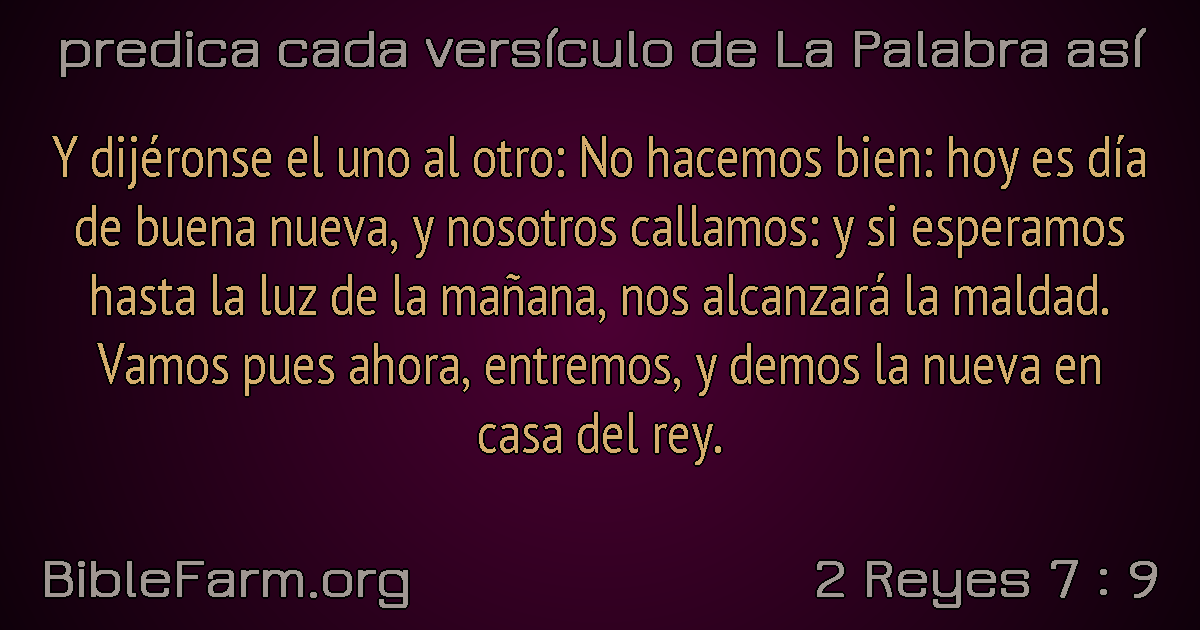 predica cada versículo de La Palabra así
Y dijéronse el uno al otro: No hacemos bien: hoy es día
de buena nueva, y nosotros callamos: y si esperamos
hasta la luz de la mañana, nos alcanzará la maldad.
Vamos pues ahora, entremos, y demos la nueva en
casa del rey.
BibleFarm.org
2 Reyes 7 : 9